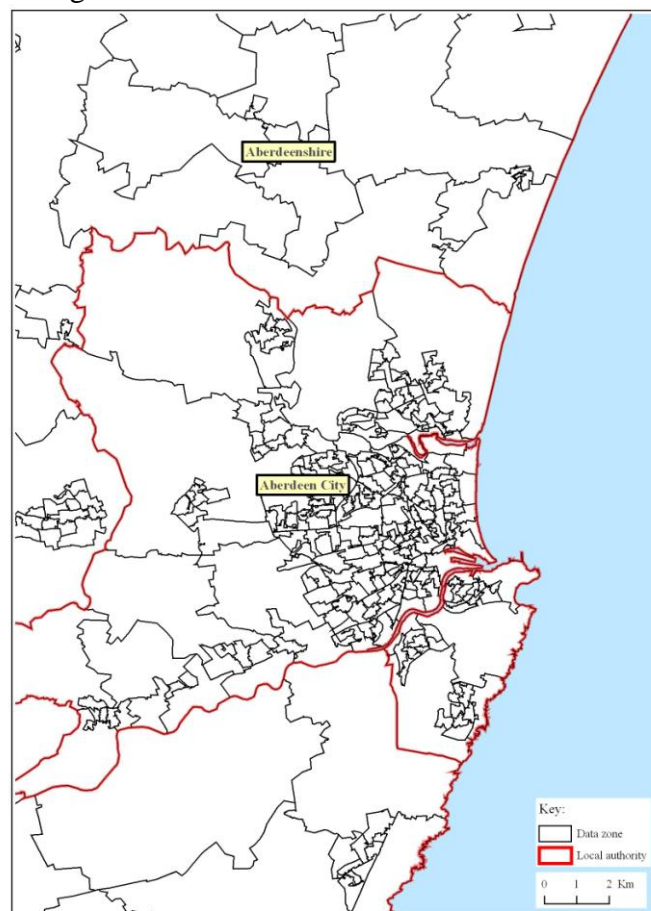 Aberdeenshire
Aberdeen City
Key:
Data zone
Local authority
0 1 2 Km